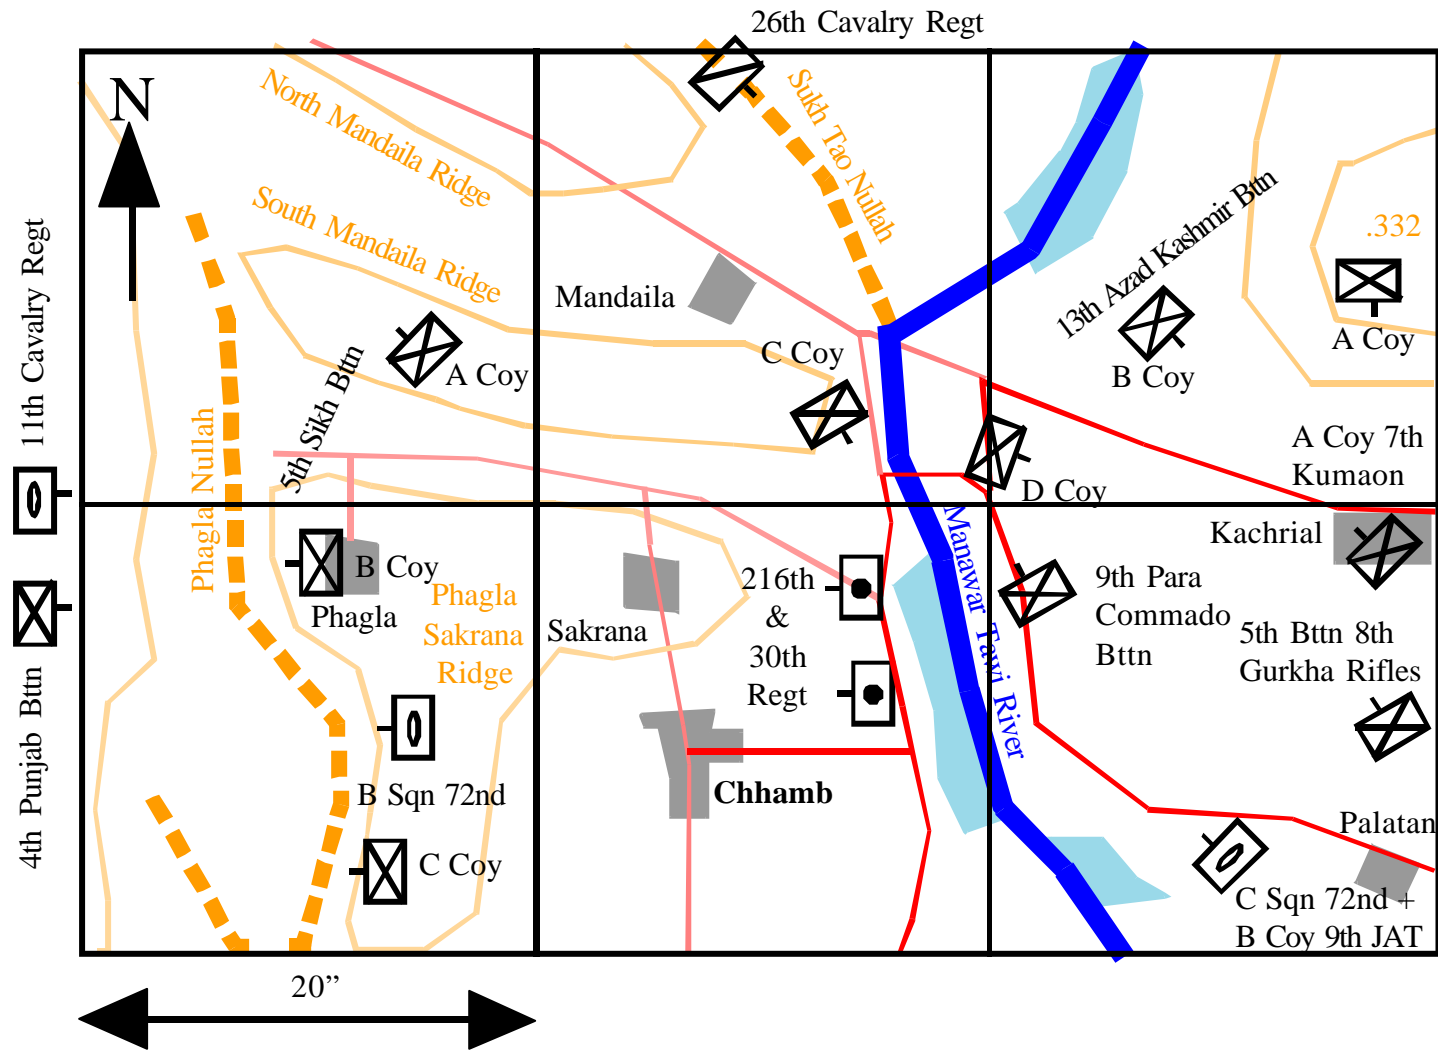 26th Cavalry Regt
N
North Mandaila Ridge
South Mandaila Ridge
Sukh Tao Nullah
13th Azad Kashmir Bttn
.332
11th Cavalry Regt
Mandaila
C Coy
A Coy
B Coy
A Coy
5th Sikh Bttn
Phagla Nullah
A Coy 7th
Kumaon
D Coy
Kachrial
4th Punjab Bttn
B Coy
Phagla
Phagla
Sakrana
Ridge
Sakrana
216th
&
30th
Regt
Manawar Tawi River
9th Para
Commado
Bttn
5th Bttn 8th
Gurkha Rifles
B Sqn 72nd
Chhamb
Palatan
C Coy
C Sqn 72nd +
B Coy 9th JAT
20”